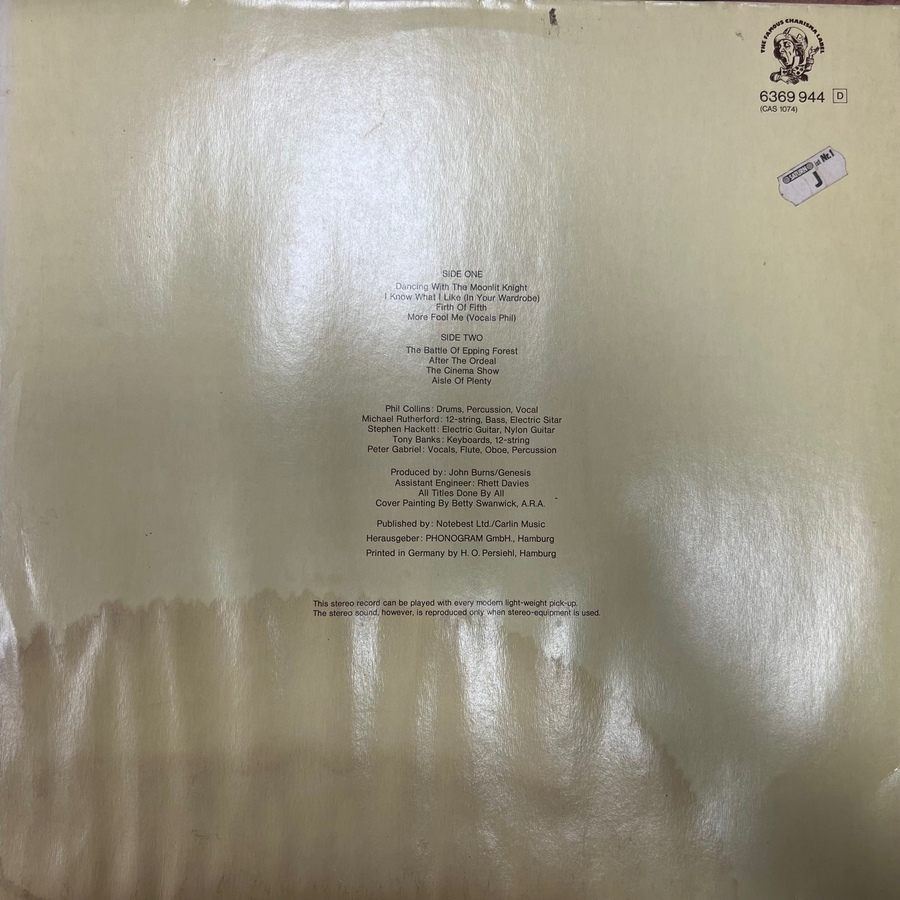 THE FAMOUS CHARISMA LABEL
6369 944 D
(CAS 1074)
SATURN ist Nr.1
J
SIDE ONE
Dancing With The Moonlit Knight
I Know What I Like (In Your Wardrobe)
Firth Of Fifth
More Fool Me (Vocals Phil)
SIDE TWO
The Battle Of Epping Forest
After The Ordeal
The Cinema Show
Aisle Of Plenty
Phil Collins: Drums, Percussion, Vocal
Michael Rutherford: 12-string, Bass, Electric Sitar
Stephen Hackett: Electric Guitar, Nylon Guitar
Tony Banks: Keyboards, 12-string
Peter Gabriel: Vocals, Flute, Oboe, Percussion
Produced by: John Burns/Genesis
Assistant Engineer: Rhett Davies
All Titles Done By All
Cover Painting By Betty Swanwick, A.R.A.
Published by: Notebest Ltd./Carlin Music
Herausgeber: PHONOGRAM GmbH., Hamburg
Printed in Germany by H. O. Persiehl, Hamburg
This stereo record can be played with every modern light-weight pick-up.
The stereo sound, however, is reproduced only when stereo-equipment is used.